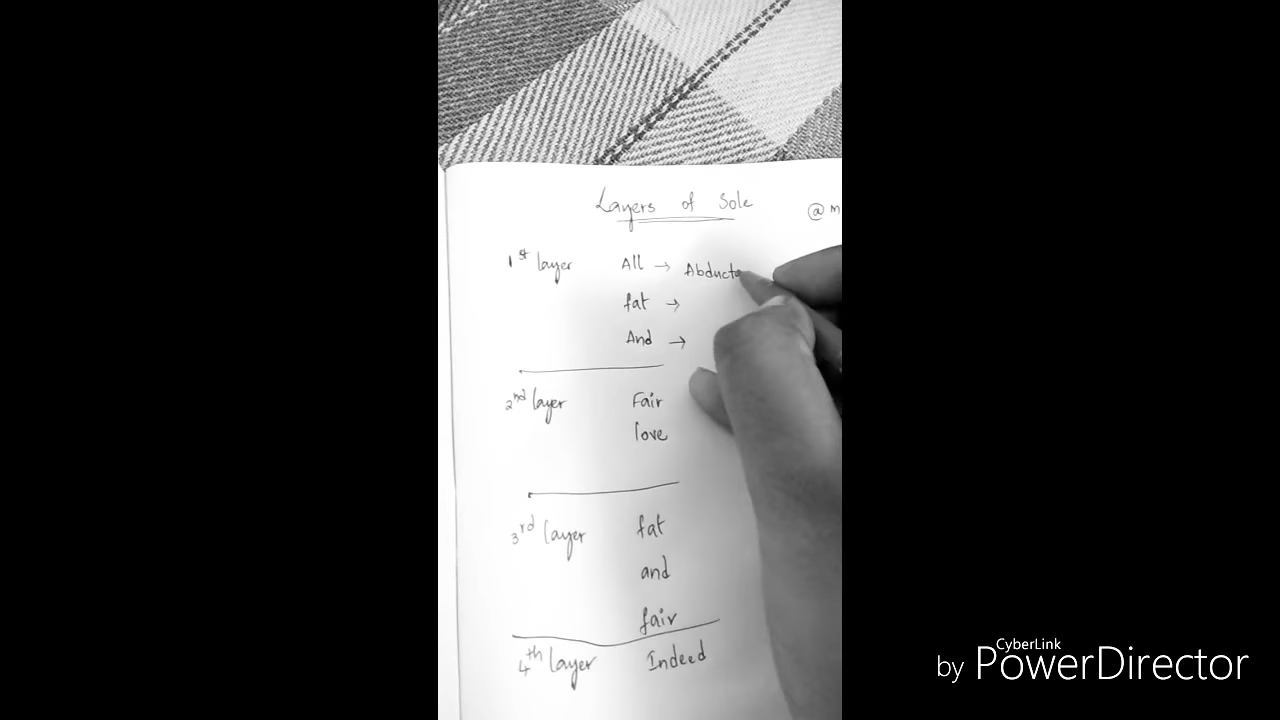 Layers of Sole
@ m
1st layer All → Abducto
fat →
And →
2nd layer Fair
love
3rd layer fat
and
fair
4th layer Indeed
CyberLink
by PowerDirector